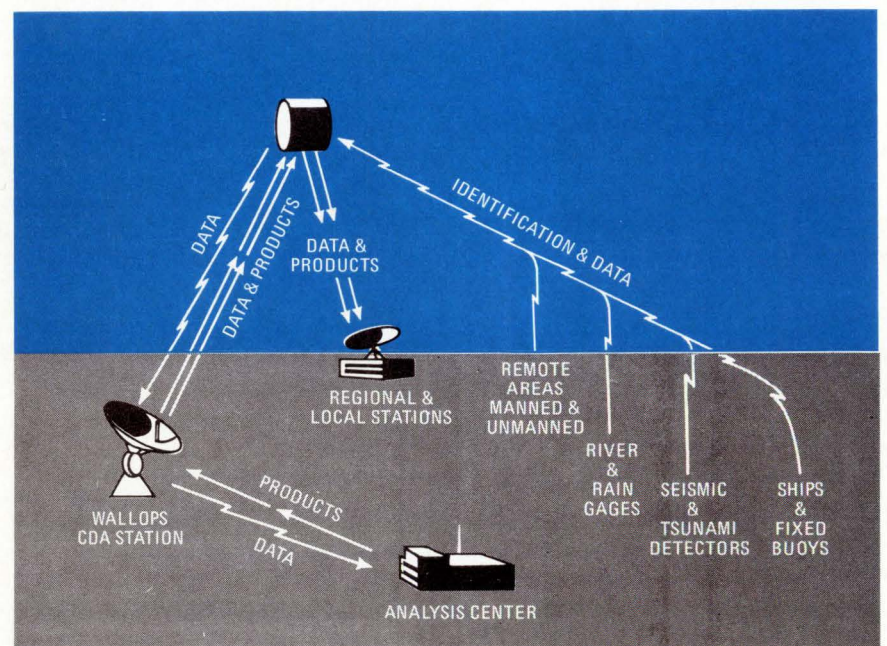 IDENTIFICATION & DATA
DATA
DATA & PRODUCTS
DATA &
PRODUCTS
REGIONAL &
LOCAL STATIONS
REMOTE
AREAS
MANNED &
UNMANNED
RIVER
&
RAIN
GAGES
SEISMIC
&
TSUNAMI
DETECTORS
SHIPS
&
FIXED
BUOYS
WALLOPS
CDA STATION
PRODUCTS
DATA
ANALYSIS CENTER